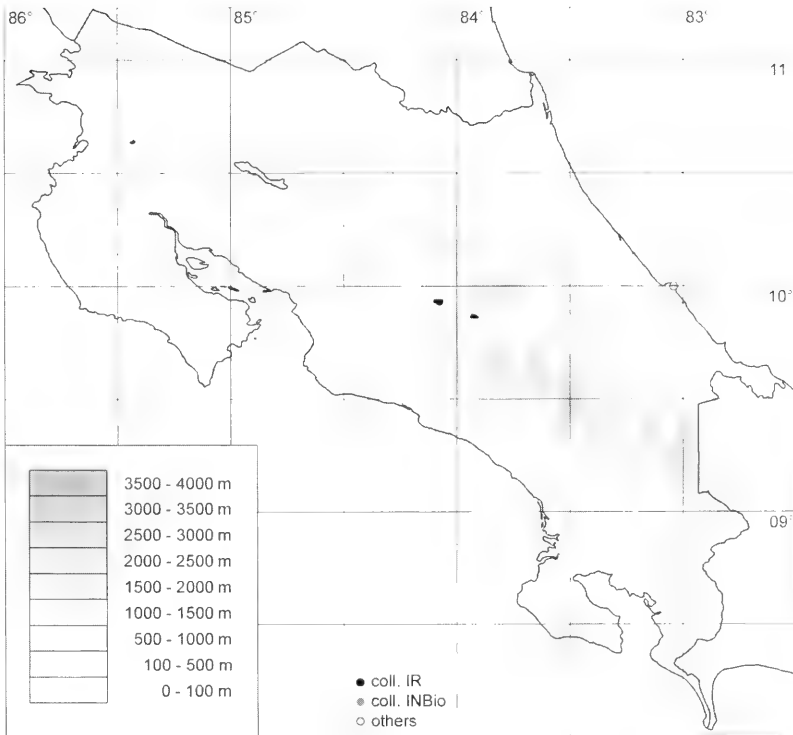 86° 85° 84° 83°
11
10°
09°
3500 - 4000 m
3000 - 3500 m
2500 - 3000 m
2000 - 2500 m
1500 - 2000 m
1000 - 1500 m
500 - 1000 m
100 - 500 m
0 - 100 m
coll. IR
coll. INBio
others